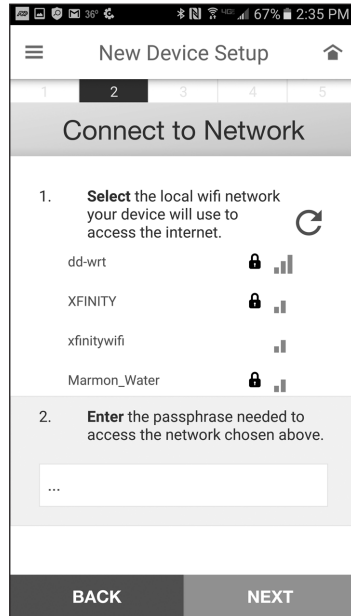 36° 4G 67% 2:35 PM
New Device Setup
1 2 3 4 5
Connect to Network
1. Select the local wifi network
your device will use to
access the internet.
dd-wrt
XFINITY
xfinitywifi
Marmon_Water
2. Enter the passphrase needed to
access the network chosen above.
...
BACK NEXT